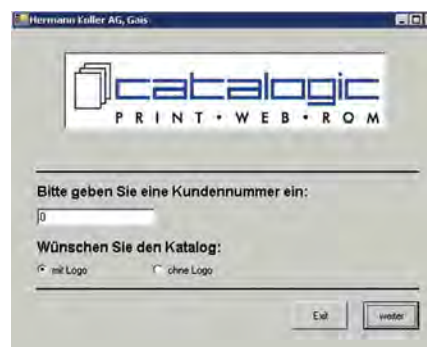 Hermann Koller AG, Gais
catalogic
PRINT · WEB · ROM
Bitte geben Sie eine Kundennummer ein:
0
Wünschen Sie den Katalog:
mit Logo ohne Logo
Exit weiter